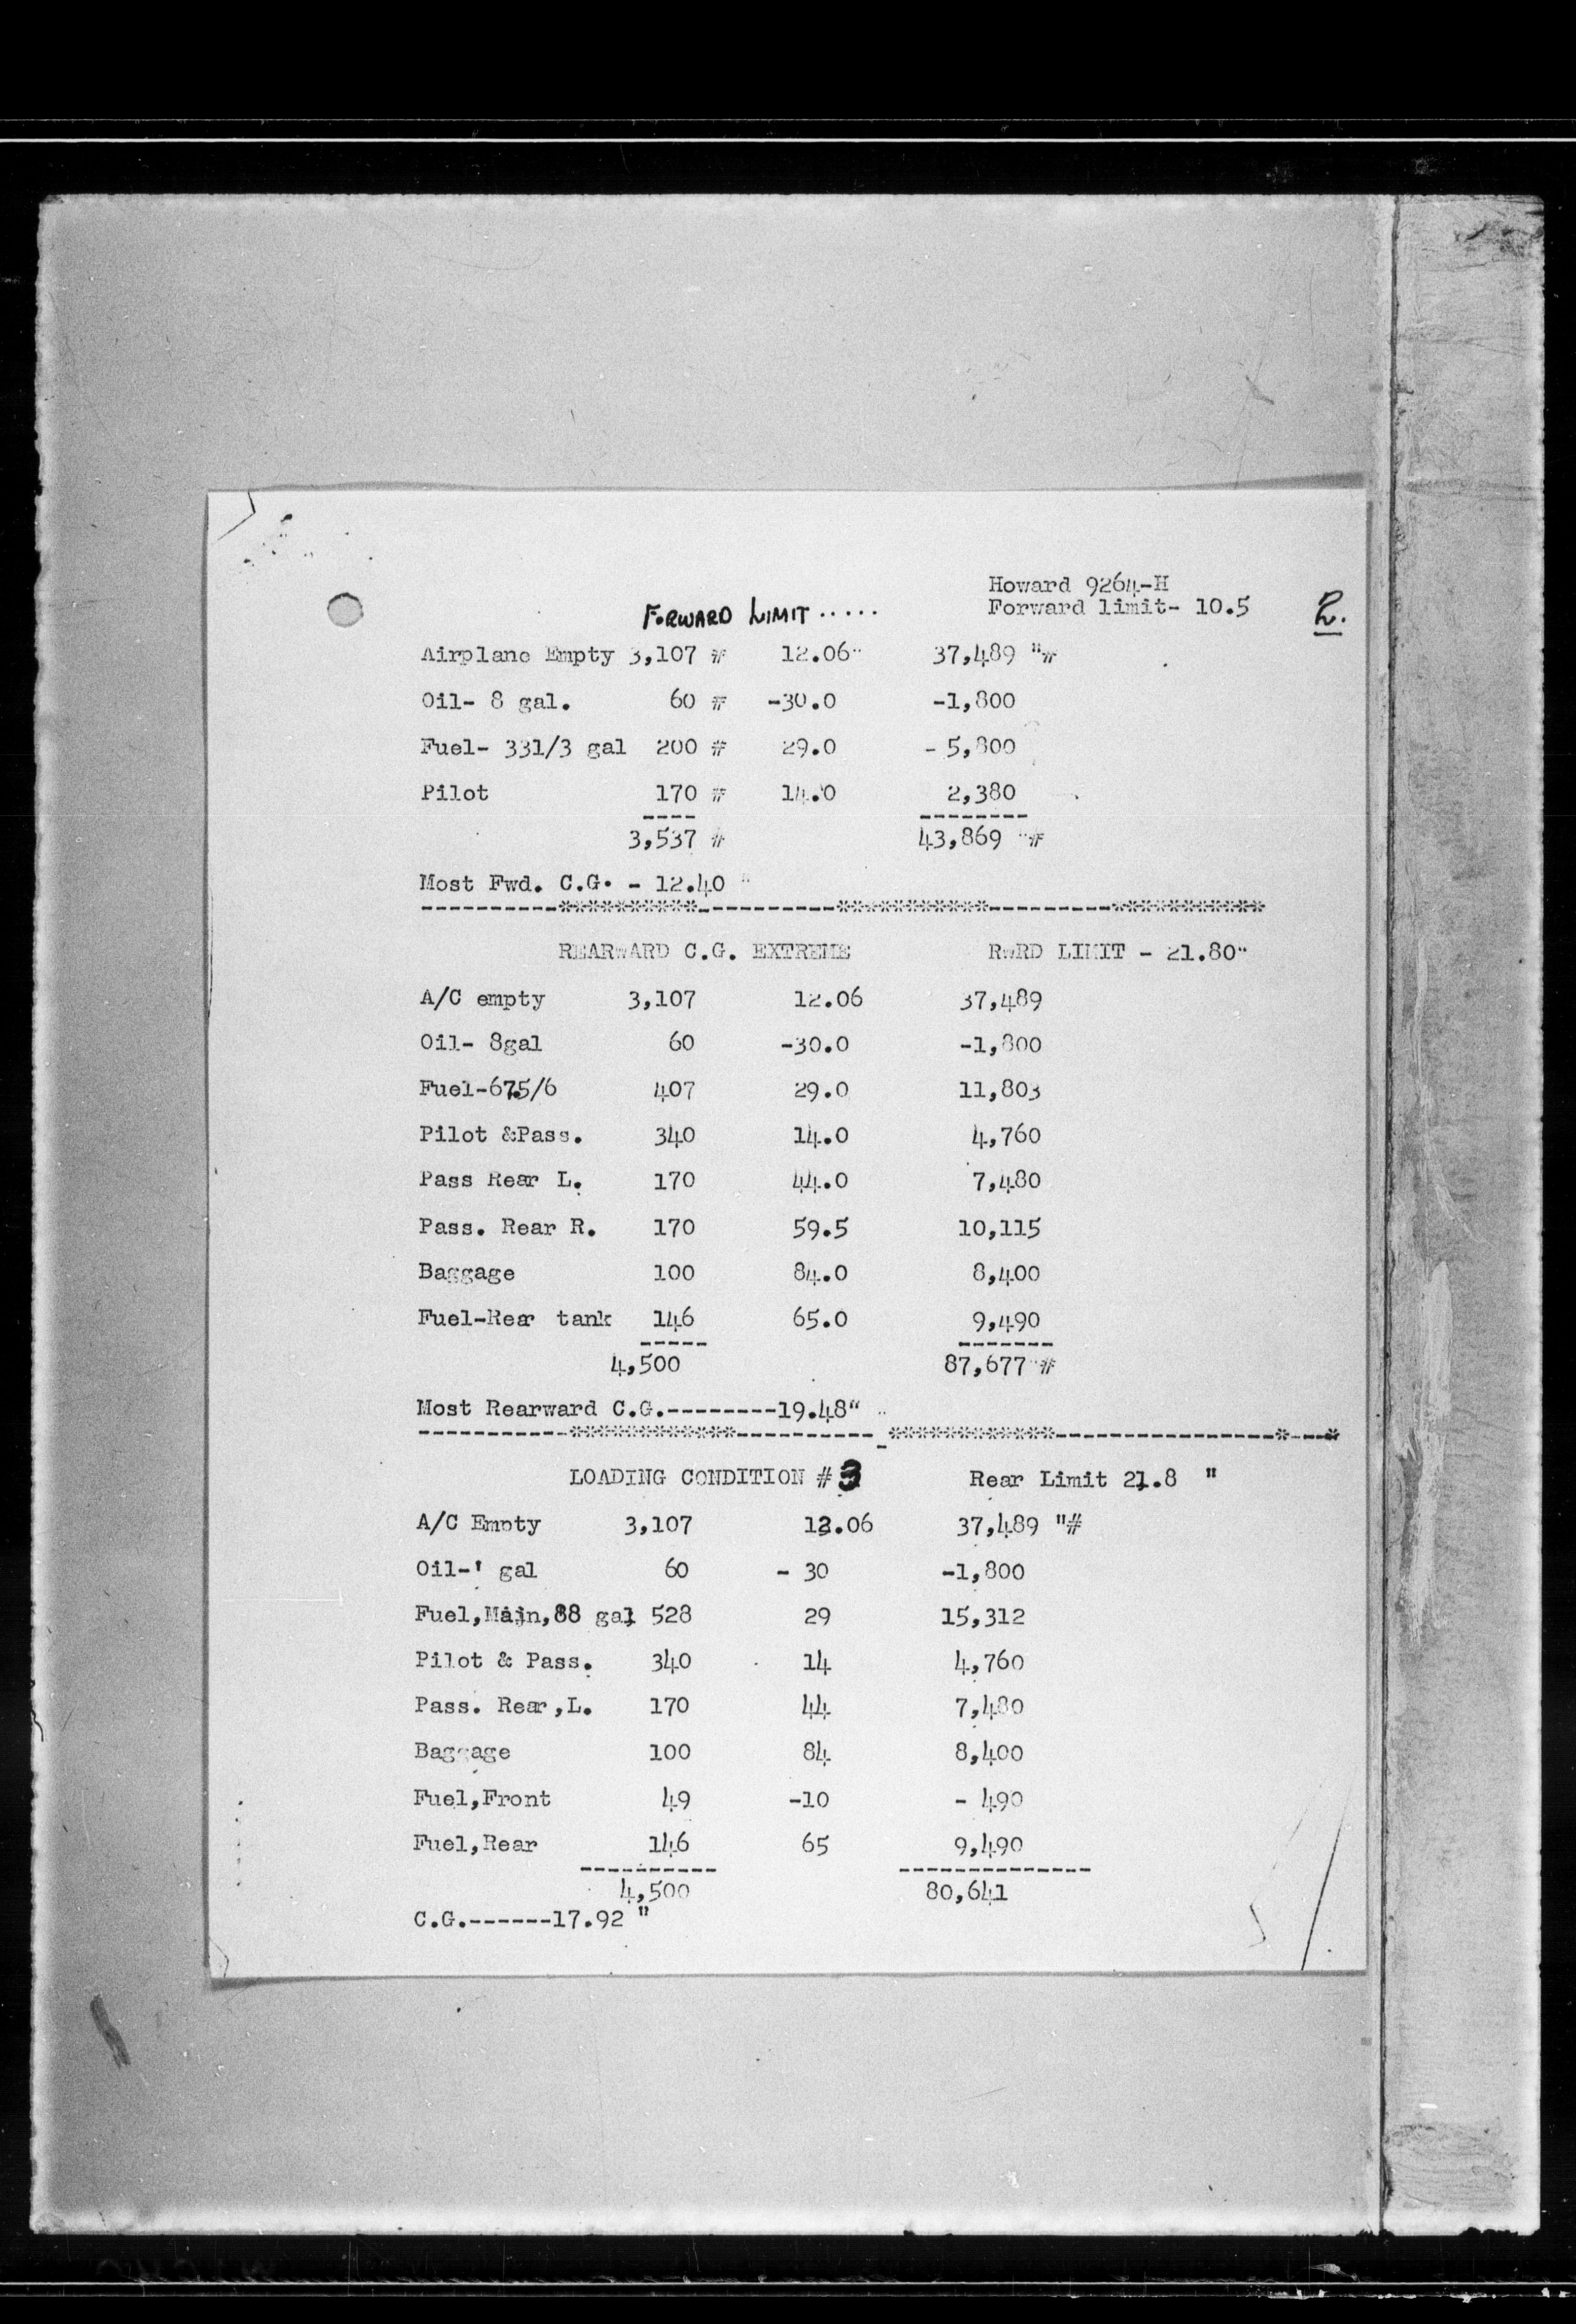 Howard 9264-H
FORWARD LIMIT ..... Forward limit- 10.5 2.
Airplane Empty 3,107 # 12.06" 37,489 "#
Oil- 8 gal. 60 # -30.0 -1,800
Fuel- 331/3 gal 200 # 29.0 - 5,800
Pilot 170 # 14.0 2,380
---- --------
3,537 # 43,869 "#
Most Fwd. C.G. - 12.40 "
----------**********----------***********---------***********
REARWARD C.G. EXTREME RWRD LIMIT - 21.80"
A/C empty 3,107 12.06 37,489
Oil- 8gal 60 -30.0 -1,800
Fuel-675/6 407 29.0 11,803
Pilot &Pass. 340 14.0 4,760
Pass Rear L. 170 44.0 7,480
Pass. Rear R. 170 59.5 10,115
Baggage 100 84.0 8,400
Fuel-Rear tank 146 65.0 9,490
----- -------
4,500 87,677"#
Most Rearward C.G.--------19.48"
-----------************----------_************----------------*---*
LOADING CONDITION #3 Rear Limit 21.8 "
A/C Empty 3,107 12.06 37,489 "#
Oil-' gal 60 - 30 -1,800
Fuel,Main,88 gal 528 29 15,312
Pilot & Pass. 340 14 4,760
Pass. Rear,L. 170 44 7,480
Baggage 100 84 8,400
Fuel,Front 49 -10 - 490
Fuel,Rear 146 65 9,490
---------- --------------
4,500 80,641
C.G.------17.92 "